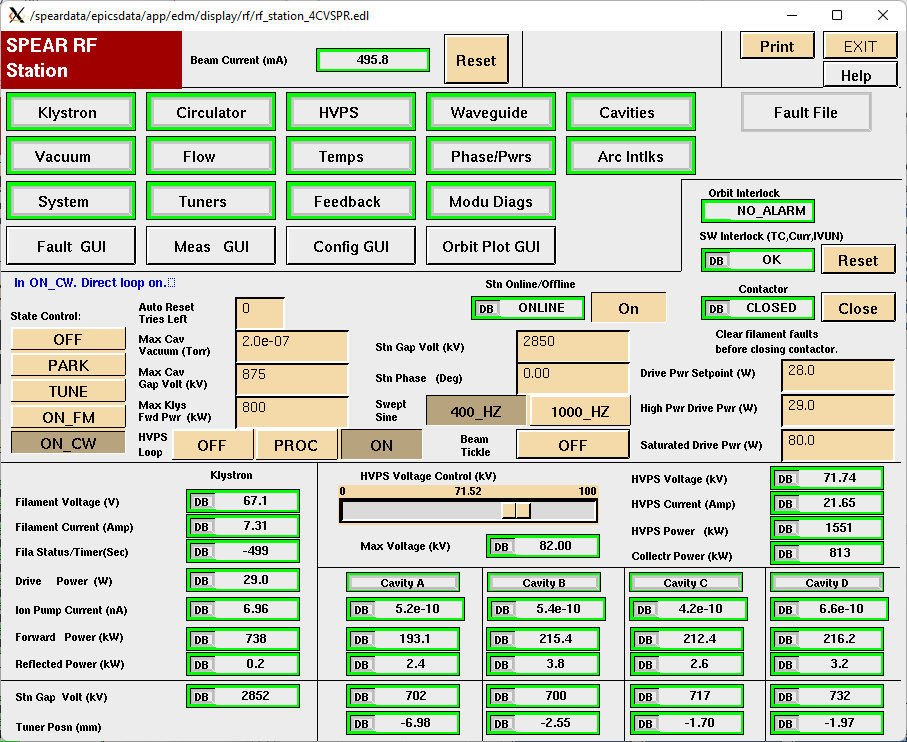 /speardata/epicsdata/app/edm/display/rf/rf_station_4CVSPR.edl
SPEAR RF
Station
Beam Current (mA) 495.8 Reset
Print EXIT
Help
Klystron Circulator HVPS Waveguide Cavities Fault File
Vacuum Flow Temps Phase/Pwrs Arc Intlks
System Tuners Feedback Modu Diags
Fault GUI Meas GUI Config GUI Orbit Plot GUI
Orbit Interlock
NO_ALARM
SW Interlock (TC,Curr,IVUN)
DB OK Reset
Contactor
DB CLOSED Close
Clear filament faults
before closing contactor.
In ON_CW. Direct loop on.
Stn Online/Offline
DB ONLINE On
State Control:
OFF
PARK
TUNE
ON_FM
ON_CW
Auto Reset
Tries Left
0
Max Cav
Vacuum (Torr)
2.0e-07
Max Cav
Gap Volt (kV)
875
Max Klys
Fwd Pwr (kW)
800
HVPS
Loop
OFF PROC ON
Stn Gap Volt (kV) 2850
Stn Phase (Deg) 0.00
Swept
Sine
400_HZ 1000_HZ
Beam
Tickle
OFF
Drive Pwr Setpoint (W) 28.0
High Pwr Drive Pwr (W) 29.0
Saturated Drive Pwr (W) 80.0
Klystron
Filament Voltage (V) DB 67.1
Filament Current (Amp) DB 7.31
Fila Status/Timer(Sec) DB -499
Drive Power (W) DB 29.0
Ion Pump Current (nA) DB 6.96
Forward Power (kW) DB 738
Reflected Power (kW) DB 0.2
Stn Gap Volt (kV) DB 2852
Tuner Posn (mm)
HVPS Voltage Control (kV)
0 71.52 100
Max Voltage (kV) DB 82.00
HVPS Voltage (kV) DB 71.74
HVPS Current (Amp) DB 21.65
HVPS Power (kW) DB 1551
Collectr Power (kW) DB 813
Cavity A Cavity B Cavity C Cavity D
DB 5.2e-10 DB 5.4e-10 DB 4.2e-10 DB 6.6e-10
DB 193.1 DB 215.4 DB 212.4 DB 216.2
DB 2.4 DB 3.8 DB 2.6 DB 3.2
DB 702 DB 700 DB 717 DB 732
DB -6.98 DB -2.55 DB -1.70 DB -1.97